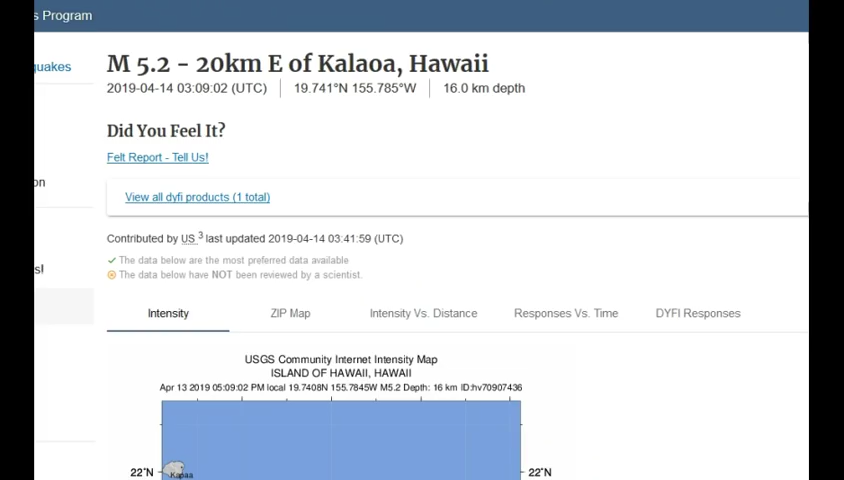 s Program
quakes
M 5.2 - 20km E of Kalaoa, Hawaii
2019-04-14 03:09:02 (UTC) 19.741°N 155.785°W 16.0 km depth
Did You Feel It?
Felt Report - Tell Us!
on
View all dyfi products (1 total)
Contributed by US 3 last updated 2019-04-14 03:41:59 (UTC)
The data below are the most preferred data available
s!
The data below have NOT been reviewed by a scientist.
Intensity ZIP Map Intensity Vs. Distance Responses Vs. Time DYFI Responses
USGS Community Internet Intensity Map
ISLAND OF HAWAII, HAWAII
Apr 13 2019 05:09:02 PM local 19.7408N 155.7845W M5.2 Depth: 16 km ID:hv70907436
22°N Kapaa 22°N